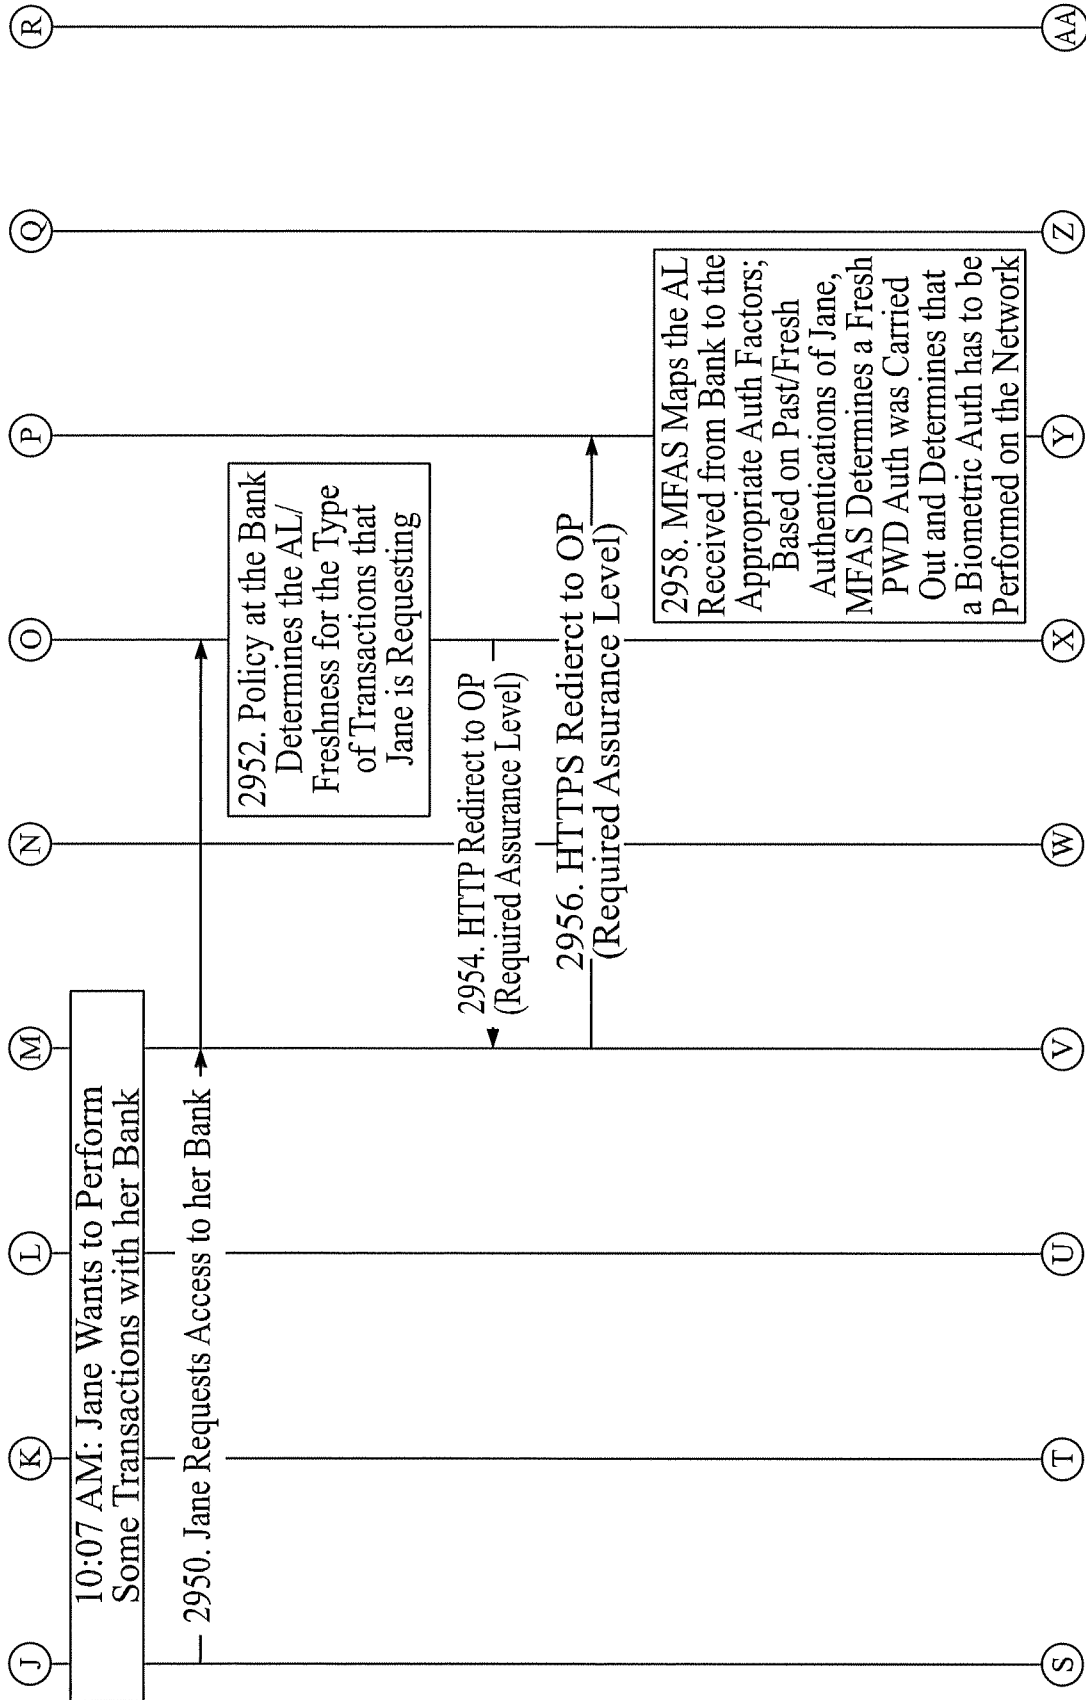 J
K
L
M
N
O
P
Q
R
10:07 AM: Jane Wants to Perform
Some Transactions with her Bank
2950. Jane Requests Access to her Bank
2952. Policy at the Bank
Determines the AL/
Freshness for the Type
of Transactions that
Jane is Requesting
2954. HTTP Redirect to OP
(Required Assurance Level)
2956. HTTPS Redierct to OP
(Required Assurance Level)
2958. MFAS Maps the AL
Received from Bank to the
Appropriate Auth Factors;
Based on Past/Fresh
Authentications of Jane,
MFAS Determines a Fresh
PWD Auth was Carried
Out and Determines that
a Biometric Auth has to be
Performed on the Network
S
T
U
V
W
X
Y
Z
AA